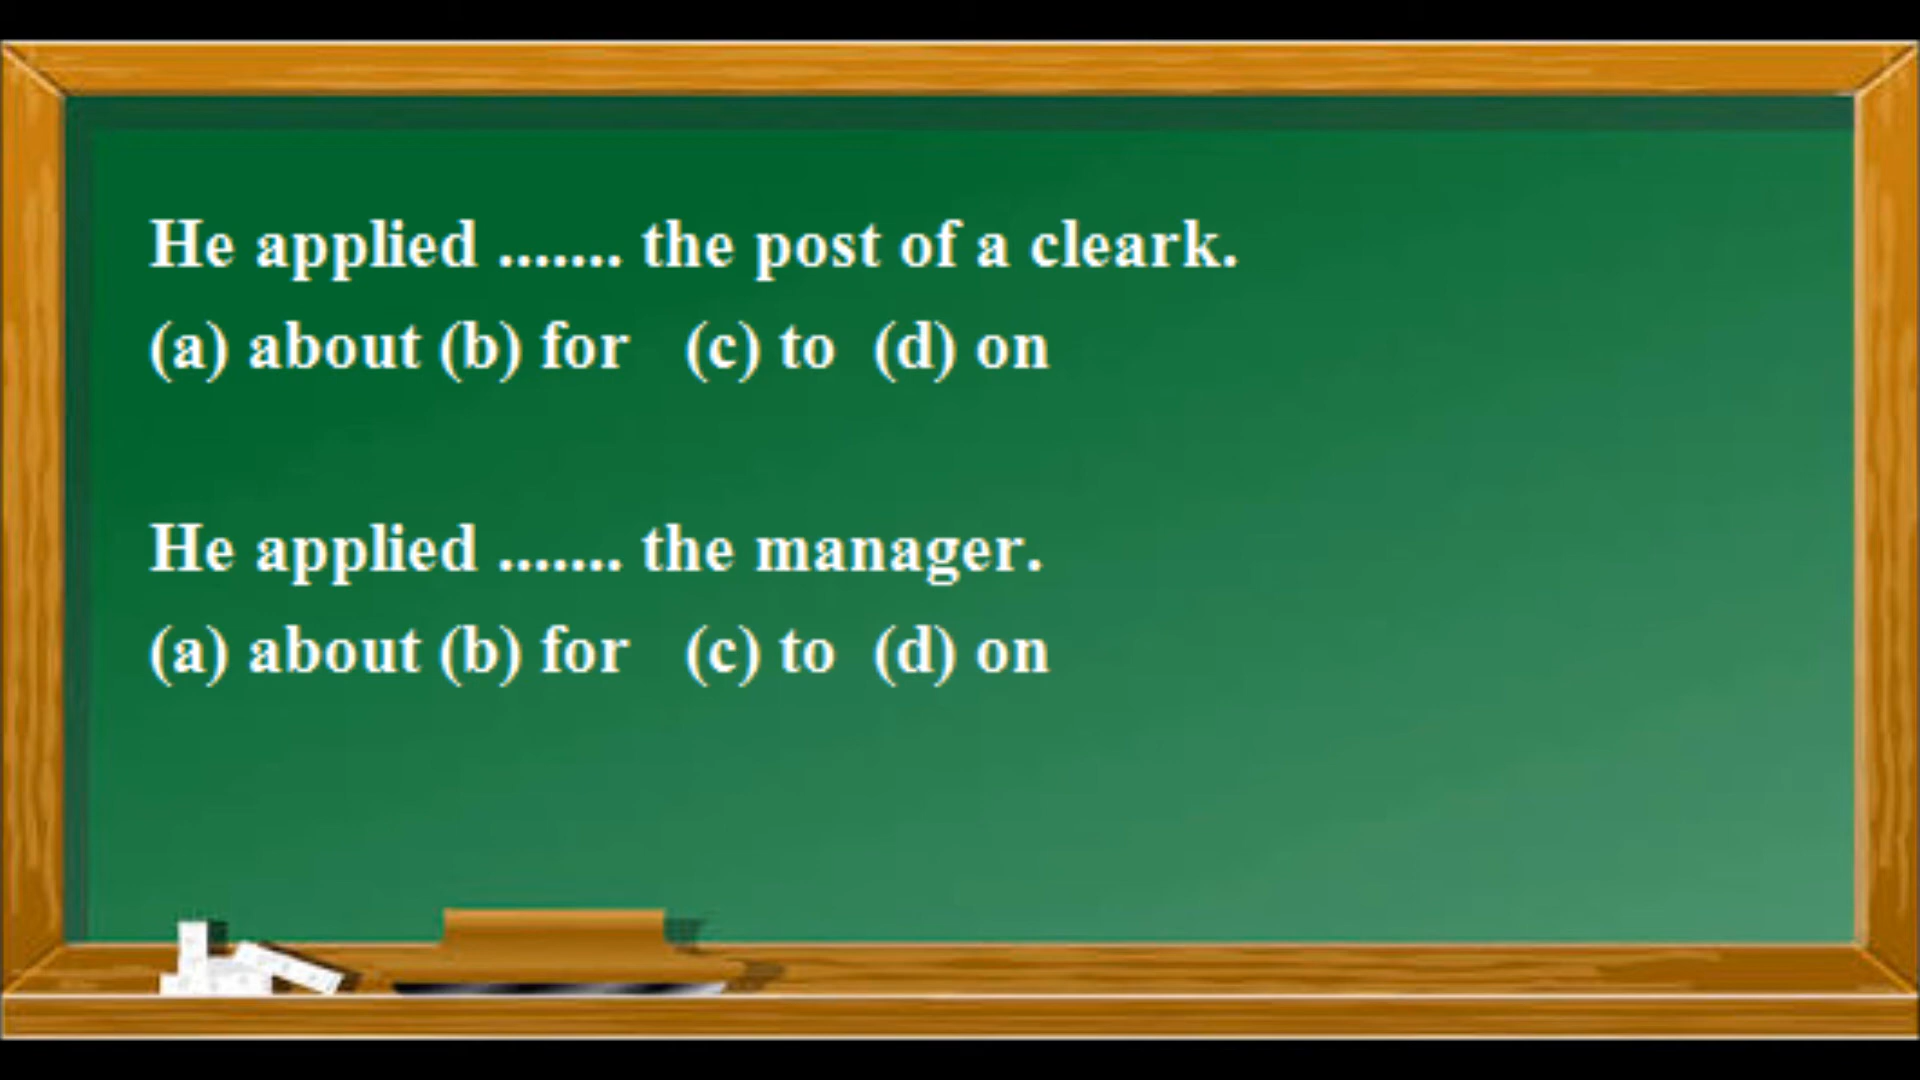 He applied ....... the post of a cleark.
(a) about (b) for (c) to (d) on
He applied ....... the manager.
(a) about (b) for (c) to (d) on